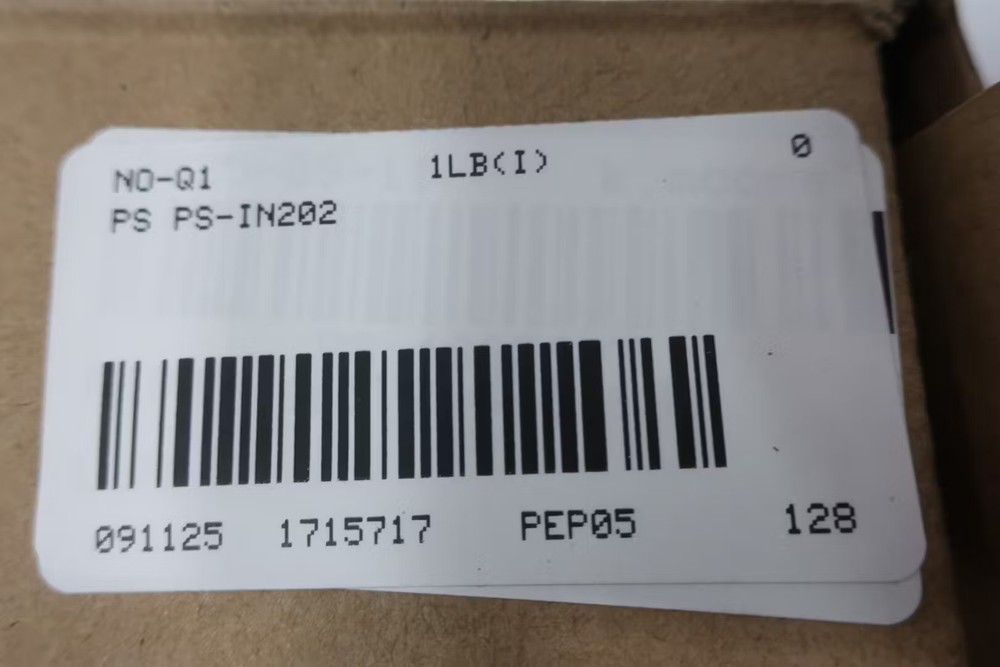 NO-Q1 1LB(I) 0
PS PS-IN202
091125 1715717 PEP05 128